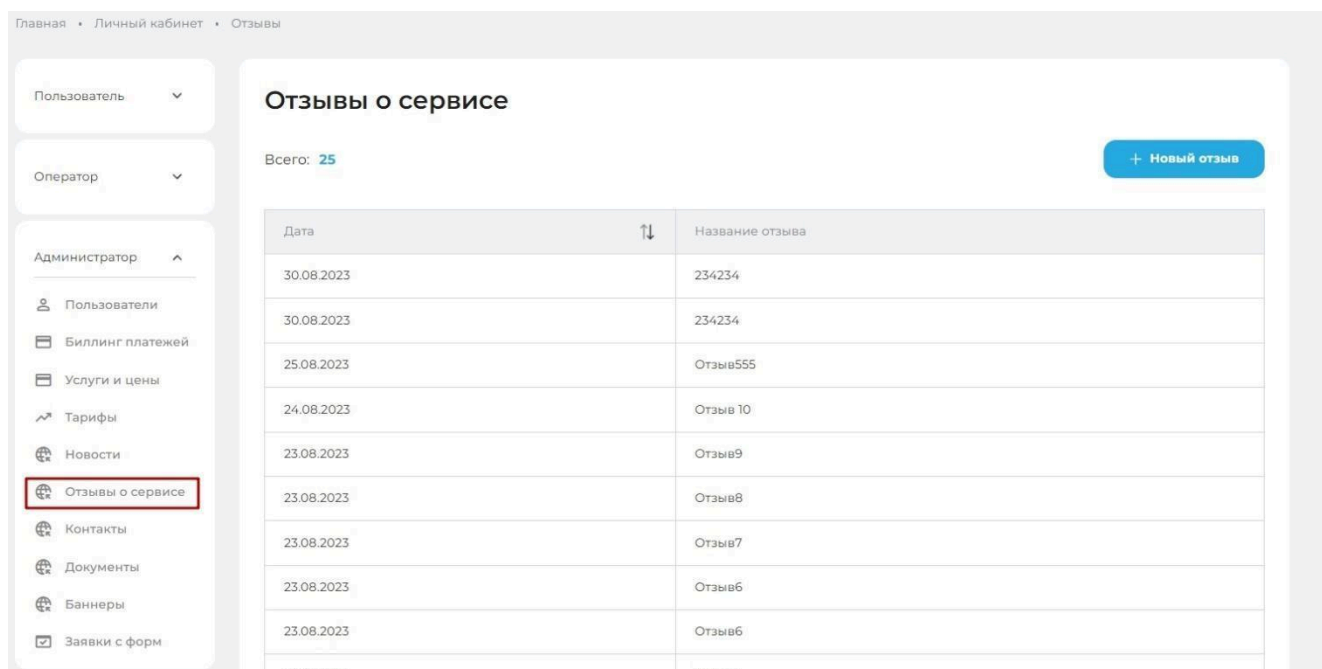 Главная • Личный кабинет • Отзывы
Пользователь
Оператор
Администратор
Пользователи
Биллинг платежей
Услуги и цены
Тарифы
Новости
Отзывы о сервисе
Контакты
Документы
Баннеры
Заявки с форм
Отзывы о сервисе
Всего: 25
+ Новый отзыв
Дата Название отзыва
30.08.2023 234234
30.08.2023 234234
25.08.2023 Отзыв555
24.08.2023 Отзыв 10
23.08.2023 Отзыв9
23.08.2023 Отзыв8
23.08.2023 Отзыв7
23.08.2023 Отзыв6
23.08.2023 Отзыв6